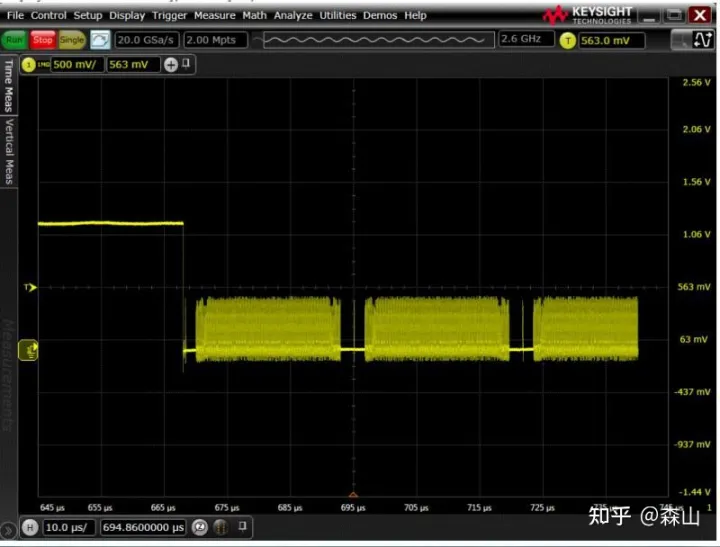 File Control Setup Display Trigger Measure Math Analyze Utilities Demos Help
KEYSIGHT
TECHNOLOGIES
Run Stop Single 20.0 GSa/s 2.00 Mpts 2.6 GHz T 563.0 mV
1 500 mV/ 563 mV
Time Meas
Vertical Meas
Measurements
2.56 V
2.06 V
1.56 V
1.06 V
T 563 mV
63 mV
-437 mV
-937 mV
-1.44 V
645 µs 655 µs 665 µs 675 µs 685 µs 695 µs 705 µs 715 µs 725 µs 1
H 10.0 µs/ 694.8600000 µs
知乎 @森山